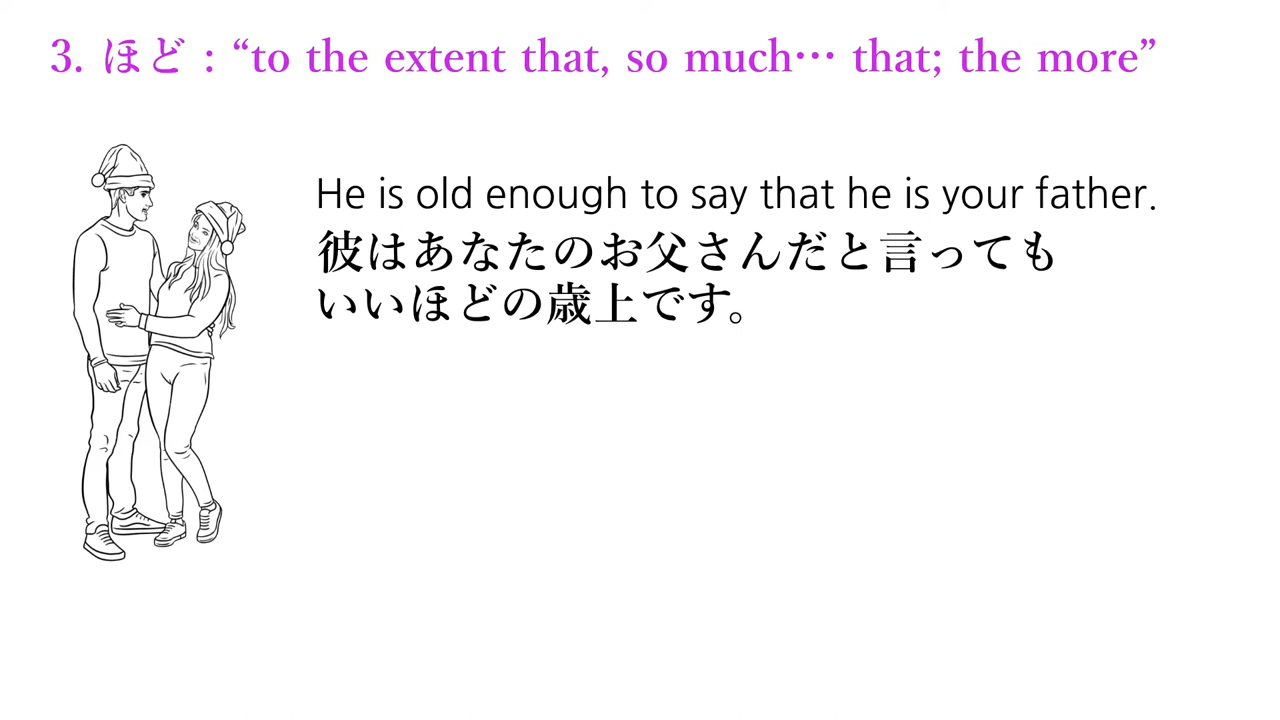 3. ほど : “to the extent that, so much… that; the more”
He is old enough to say that he is your father.
彼はあなたのお父さんだと言っても
いいほどの歳上です。